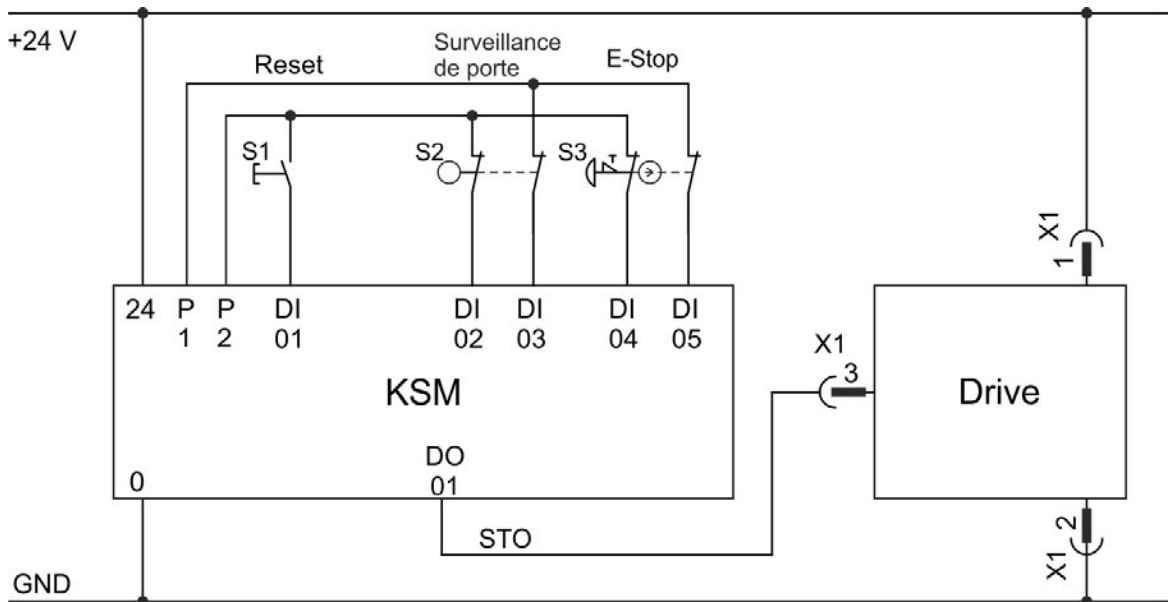 +24 V
Reset
Surveillance
de porte
E-Stop
S1
S2
S3
X1
1
24 P P DI DI DI DI DI
1 2 01 02 03 04 05
X1
3
KSM
Drive
DO
0
01
2
X1
STO
GND